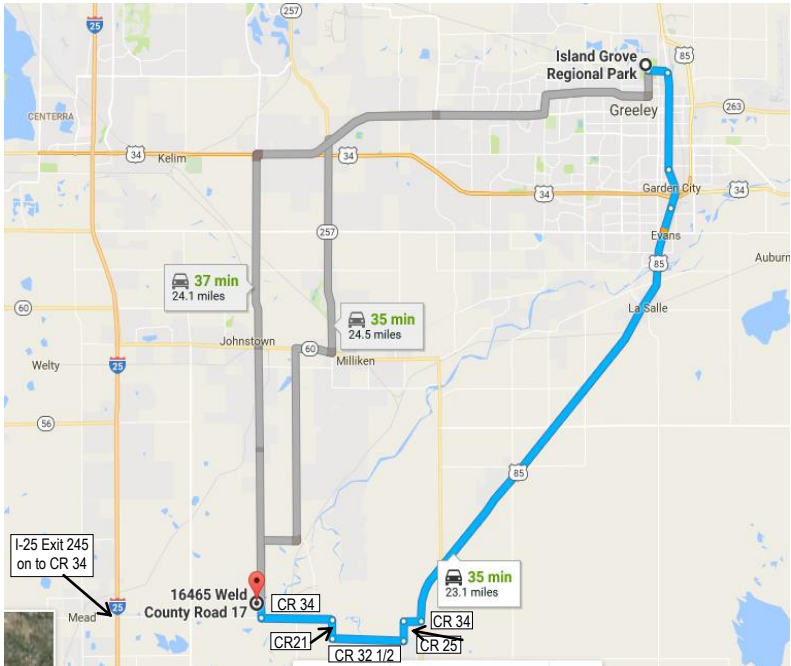 257
25
85
Island Grove
Regional Park
263
CENTERRA
Greeley
34
Kelim
34
34
Garden City
34
34
257
Evans
37 min
24.1 miles
85
Auburn
60
35 min
24.5 miles
La Salle
Johnstown
60
Milliken
Welty
25
56
85
I-25 Exit 245
on to CR 34
35 min
23.1 miles
16465 Weld
County Road 17
CR 34
25
Mead
CR 34
CR21
CR 25
CR 32 1/2